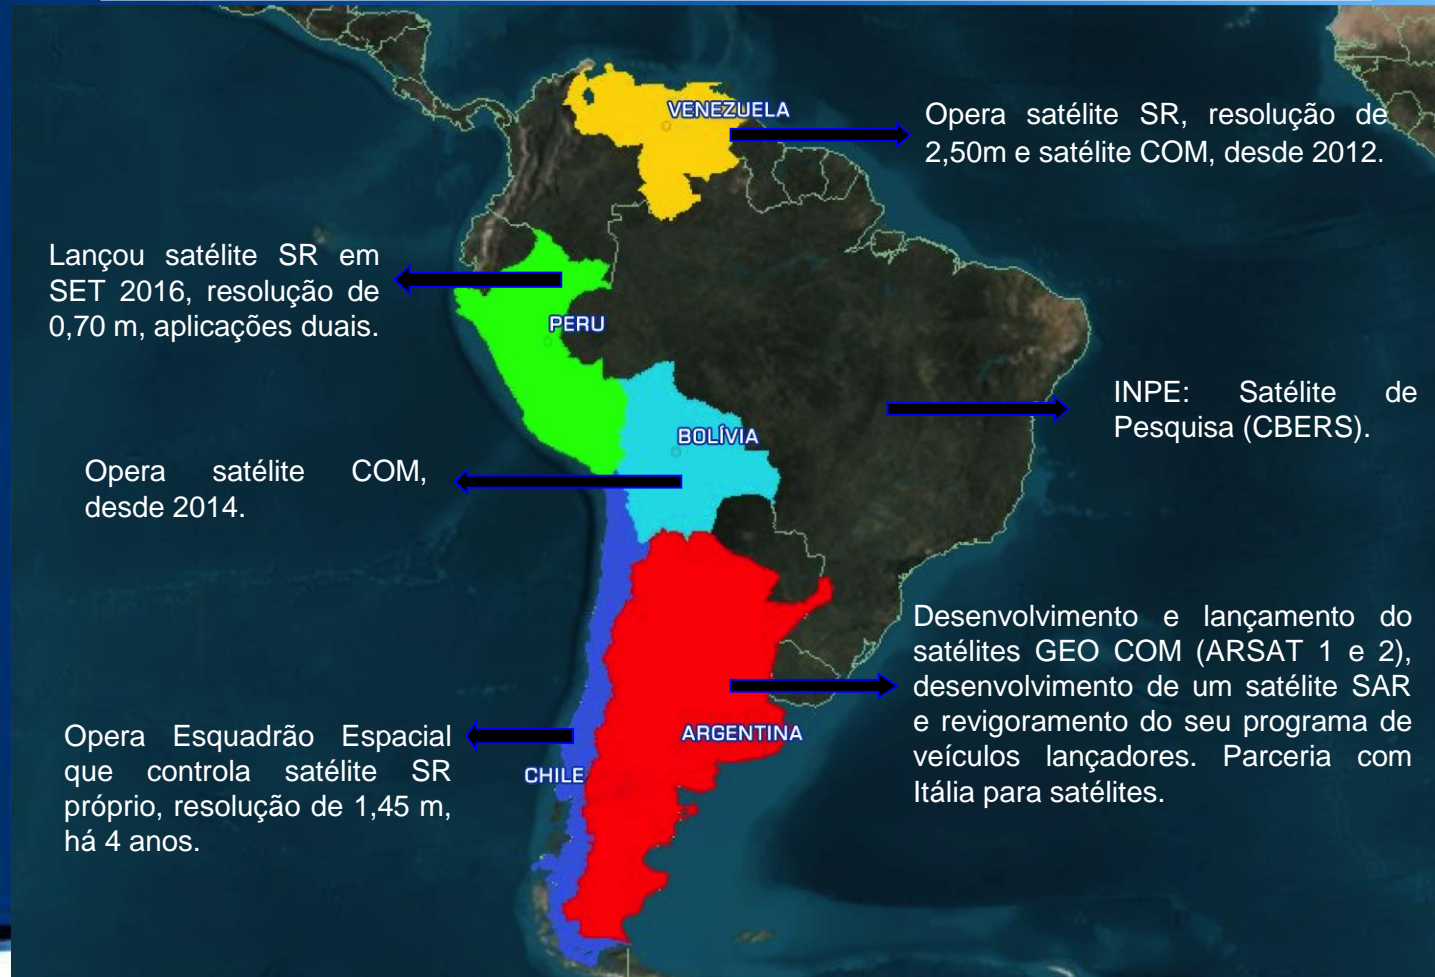 VENEZUELA
Opera satélite SR, resolução de
2,50m e satélite COM, desde 2012.
Lançou satélite SR em
SET 2016, resolução de
0,70 m, aplicações duais.
PERU
INPE: Satélite de
Pesquisa (CBERS).
BOLÍVIA
Opera satélite COM,
desde 2014.
Desenvolvimento e lançamento do
satélites GEO COM (ARSAT 1 e 2),
desenvolvimento de um satélite SAR
e revigoramento do seu programa de
veículos lançadores. Parceria com
Itália para satélites.
ARGENTINA
Opera Esquadrão Espacial
que controla satélite SR
próprio, resolução de 1,45 m,
há 4 anos.
CHILE